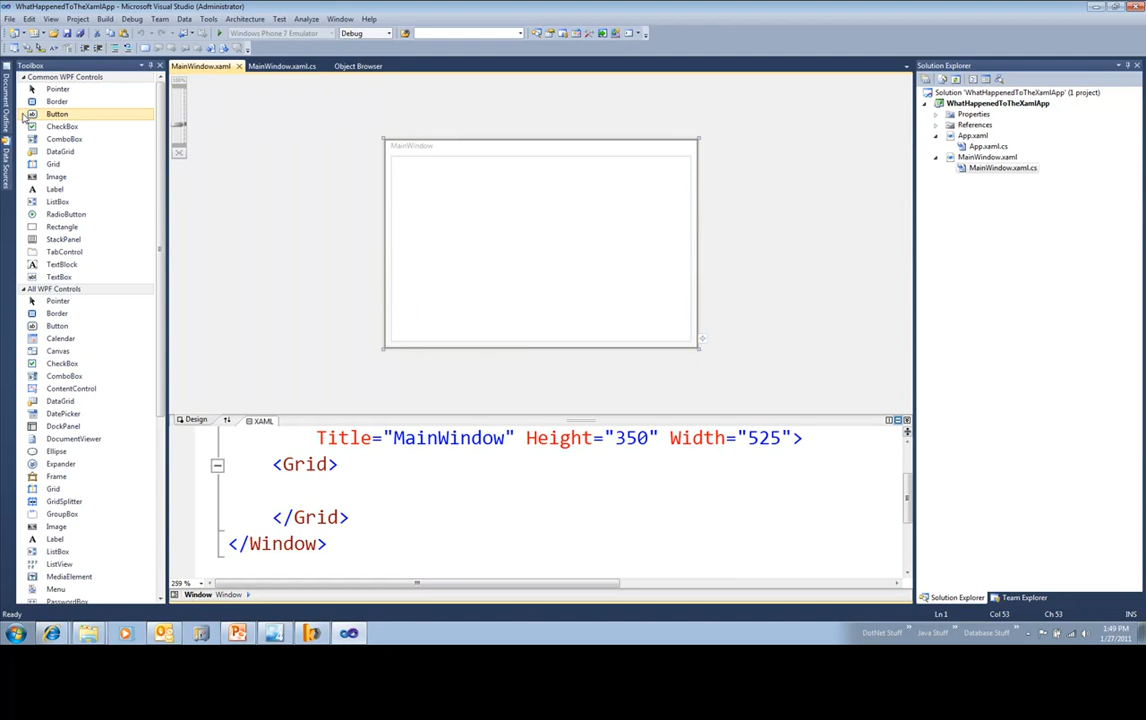 WhatHappenedToTheXamlApp - Microsoft Visual Studio (Administrator)
File Edit View Project Build Debug Team Data Tools Architecture Test Analyze Window Help
Windows Phone 7 Emulator Debug
Toolbox
MainWindow.xaml MainWindow.xaml.cs Object Browser
Solution Explorer
Document Outline
Data Sources
Common WPF Controls
Pointer
Border
Button
CheckBox
ComboBox
DataGrid
Grid
Image
Label
ListBox
RadioButton
Rectangle
StackPanel
TabControl
TextBlock
TextBox
All WPF Controls
Pointer
Border
Button
Calendar
Canvas
CheckBox
ComboBox
ContentControl
DataGrid
DatePicker
DockPanel
DocumentViewer
Ellipse
Expander
Frame
Grid
GridSplitter
GroupBox
Image
Label
ListBox
ListView
MediaElement
Menu
PasswordBox
100%
MainWindow
Design XAML
Title="MainWindow" Height="350" Width="525">
<Grid>
</Grid>
</Window>
259 %
Window Window
Solution 'WhatHappenedToTheXamlApp' (1 project)
WhatHappenedToTheXamlApp
Properties
References
App.xaml
App.xaml.cs
MainWindow.xaml
MainWindow.xaml.cs
Solution Explorer Team Explorer
Ready Ln 1 Col 53 Ch 53 INS
DotNet Stuff » Java Stuff » Database Stuff »
1:49 PM
1/27/2011